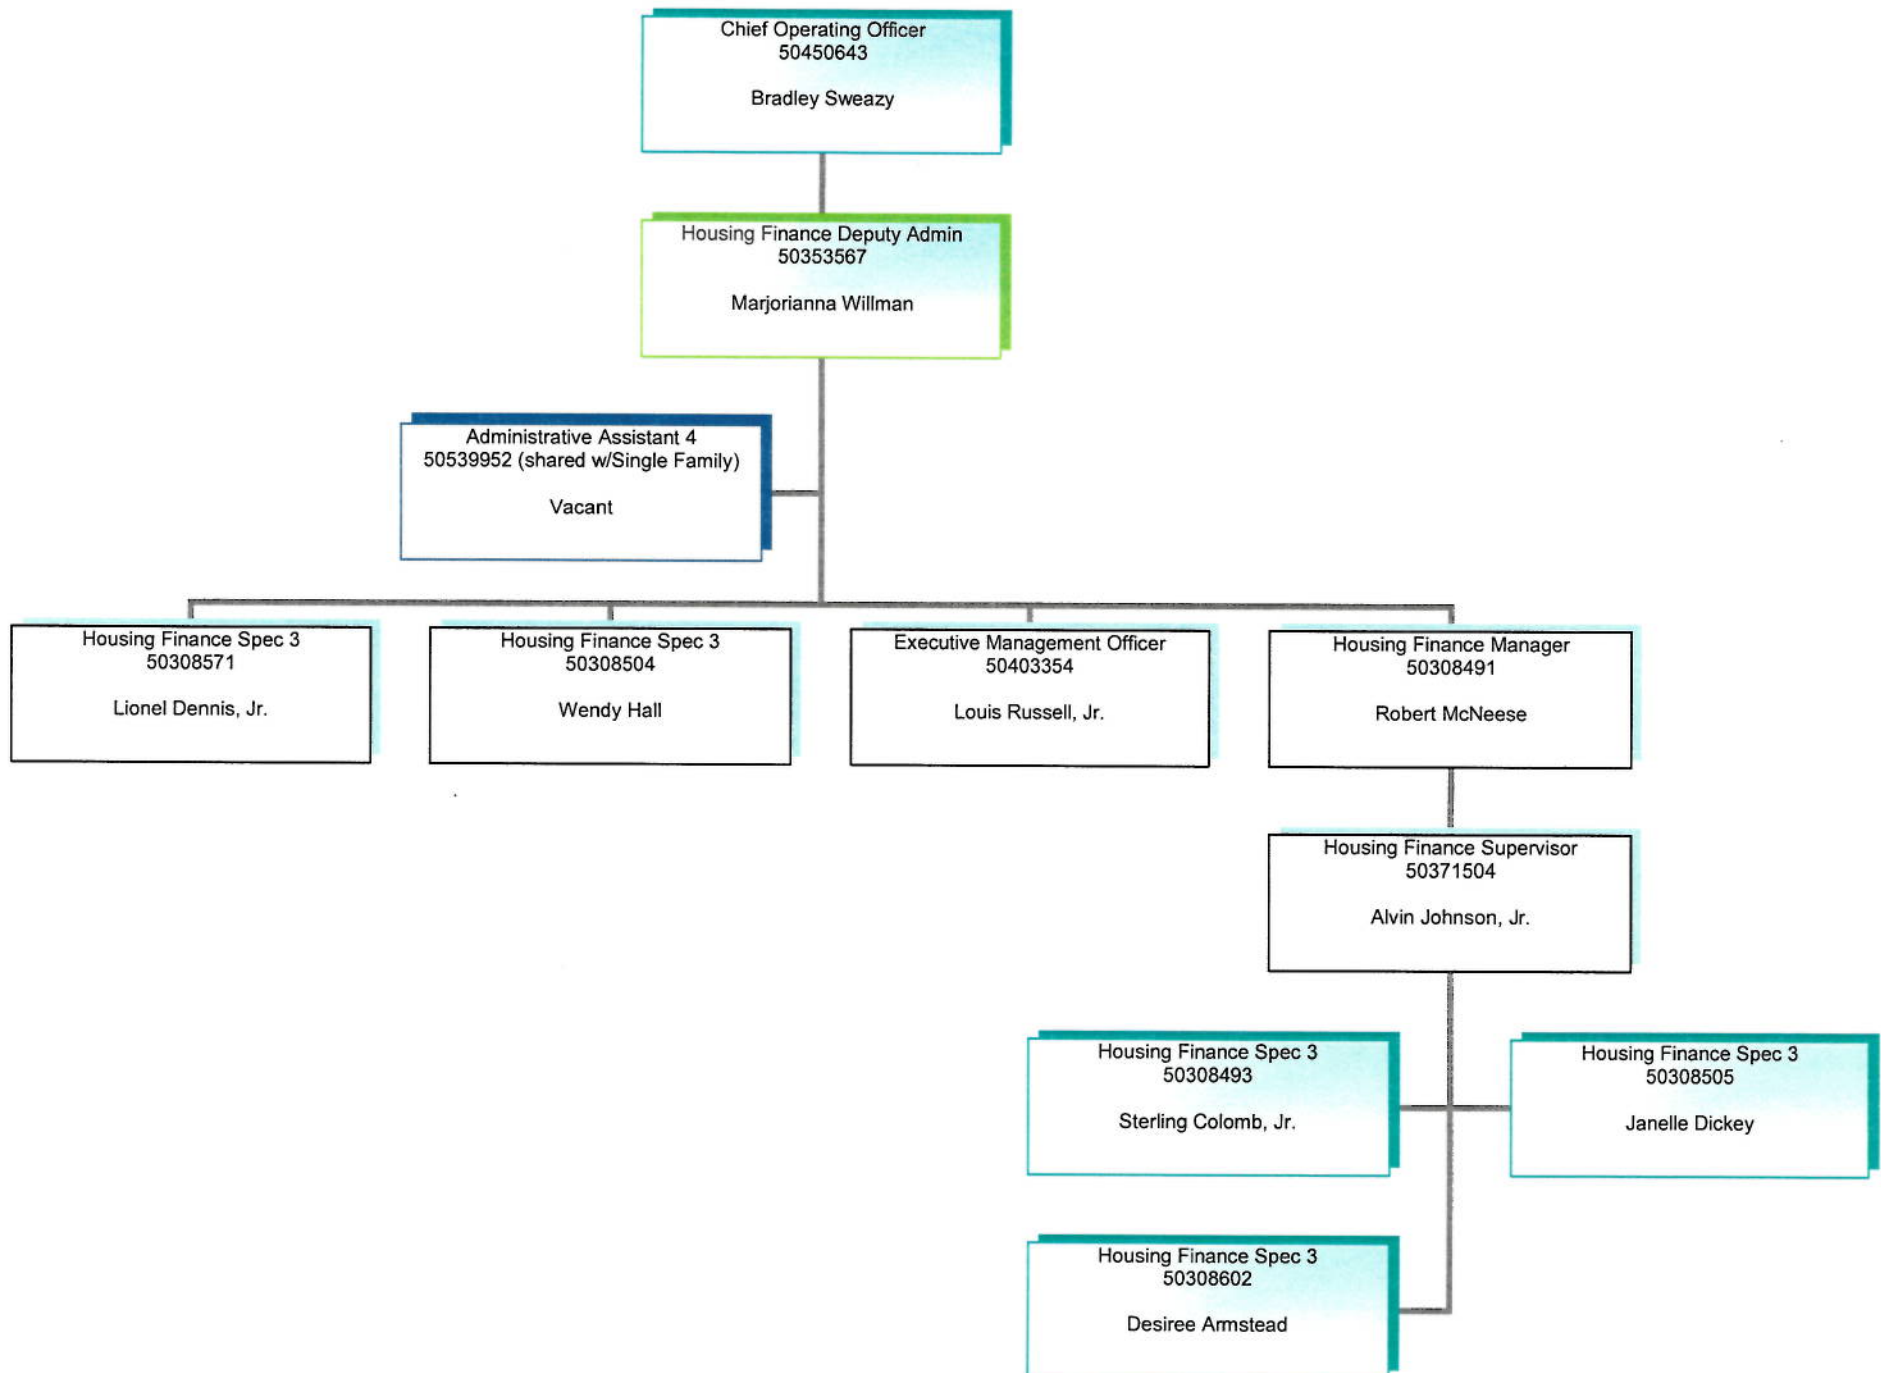 Chief Operating Officer
50450643
Bradley Sweazy
Housing Finance Deputy Admin
50353567
Marjorianna Willman
Administrative Assistant 4
50539952 (shared w/Single Family)
Vacant
Housing Finance Spec 3
50308571
Lionel Dennis, Jr.
Housing Finance Spec 3
50308504
Wendy Hall
Executive Management Officer
50403354
Louis Russell, Jr.
Housing Finance Manager
50308491
Robert McNeese
Housing Finance Supervisor
50371504
Alvin Johnson, Jr.
Housing Finance Spec 3
50308493
Sterling Colomb, Jr.
Housing Finance Spec 3
50308505
Janelle Dickey
Housing Finance Spec 3
50308602
Desiree Armstead